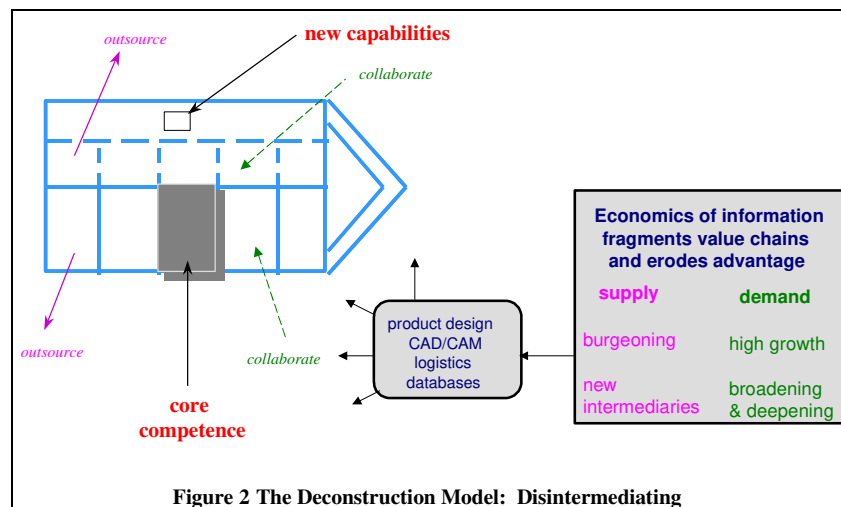 outsource
new capabilities
collaborate
Economics of information
fragments value chains
and erodes advantage
supply
demand
burgeoning
high growth
new
intermediaries
broadening
& deepening
product design
CAD/CAM
logistics
databases
outsource
collaborate
core
competence
Figure 2 The Deconstruction Model:  Disintermediating